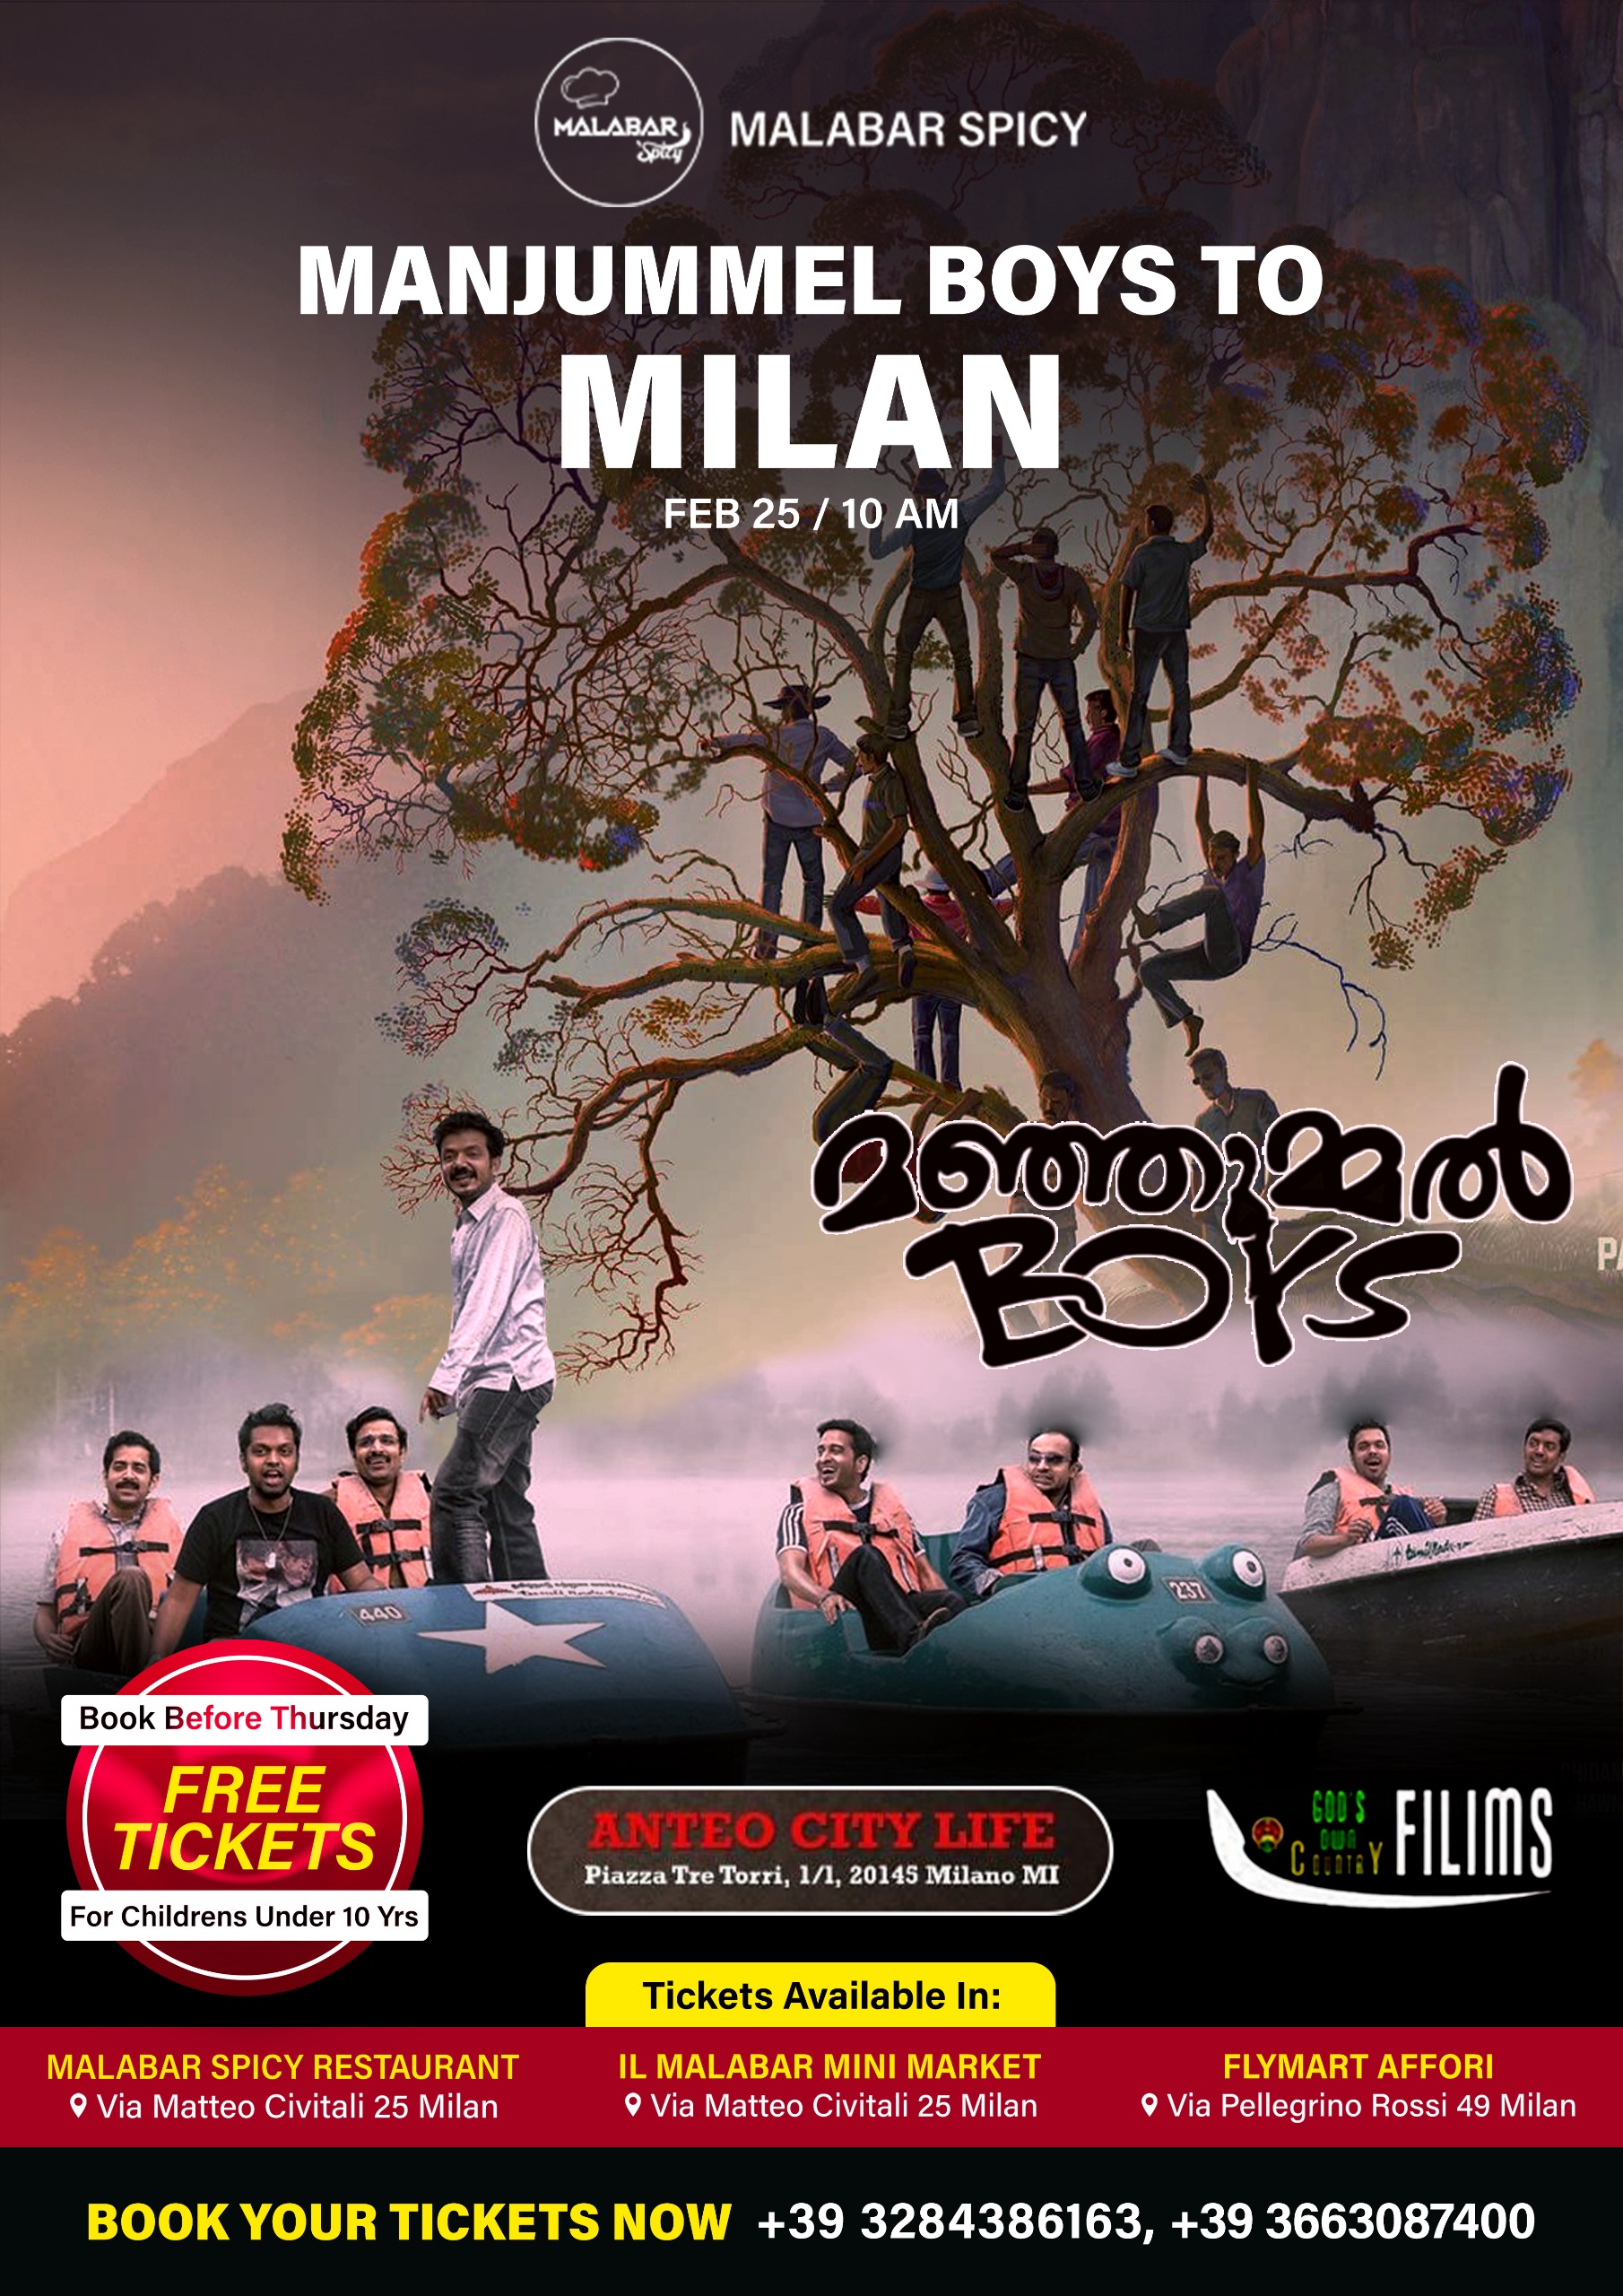 MALABAR
Spicy
MALABAR SPICY
MANJUMMEL BOYS TO
MILAN
FEB 25 / 10 AM
മഞ്ഞുമ്മൽ
BOYS
PA
440
237
Book Before Thursday
FREE
TICKETS
For Childrens Under 10 Yrs
ANTEO CITY LIFE
Piazza Tre Torri, 1/1, 20145 Milano MI
GOD'S
OWN
COUNTRY
FILIMS
Tickets Available In:
MALABAR SPICY RESTAURANT
Via Matteo Civitali 25 Milan
IL MALABAR MINI MARKET
Via Matteo Civitali 25 Milan
FLYMART AFFORI
Via Pellegrino Rossi 49 Milan
BOOK YOUR TICKETS NOW +39 3284386163, +39 3663087400